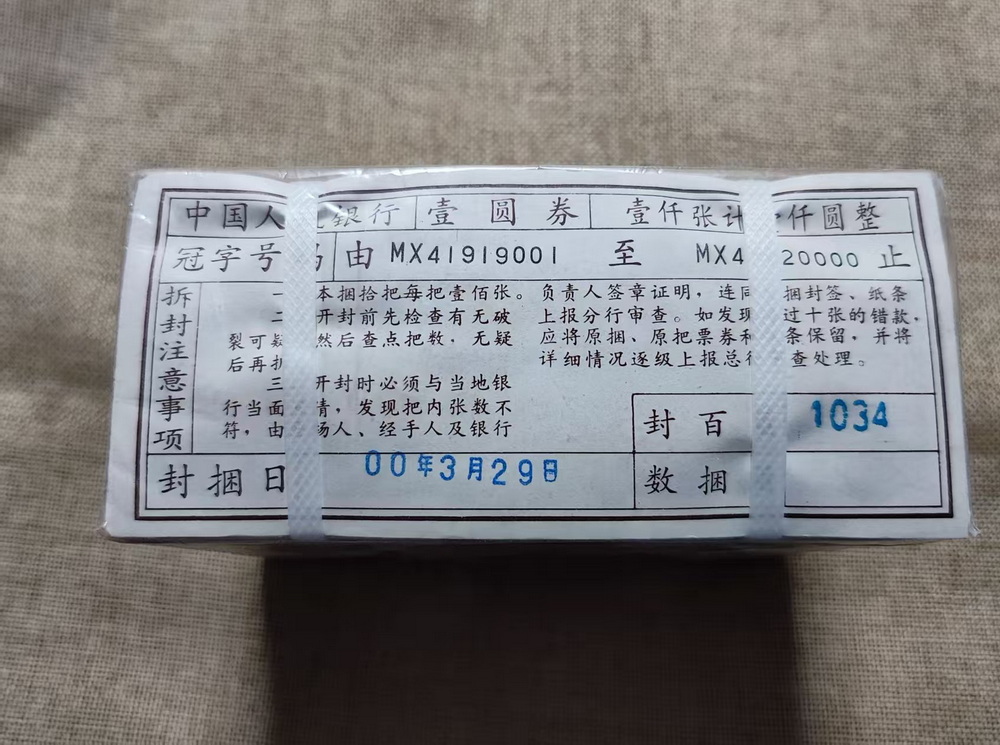 中国人 银行 壹圆券 壹仟张计 仟圆整
冠字号 由 MX41919001 至 MX4 20000 止
拆封注意事项
一 本捆拾把每把壹佰张。
二 开封前先检查有无破
裂可疑 然后查点把数，无疑
后再拆
三 开封时必须与当地银
行当面 清，发现把内张数不
符，由 场人、经手人及银行
负责人签章证明，连同 捆封签、纸条
上报分行审查。如发现 过十张的错款，
应将原捆、原把票券和 条保留，并将
详细情况逐级上报总行 查处理。
封百 1034
封捆日 00年3月29日
数捆